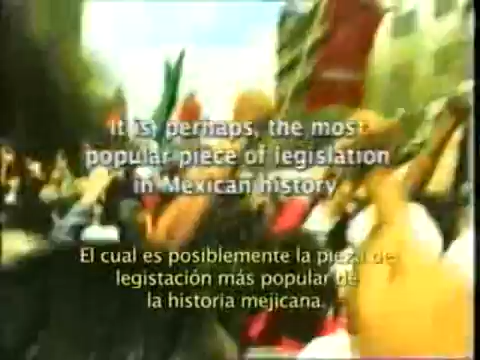 It is, perhaps, the most
popular piece of legislation
in Mexican history
El cual es posiblemente la pieza de
legistación más popular de
la historia mejicana.